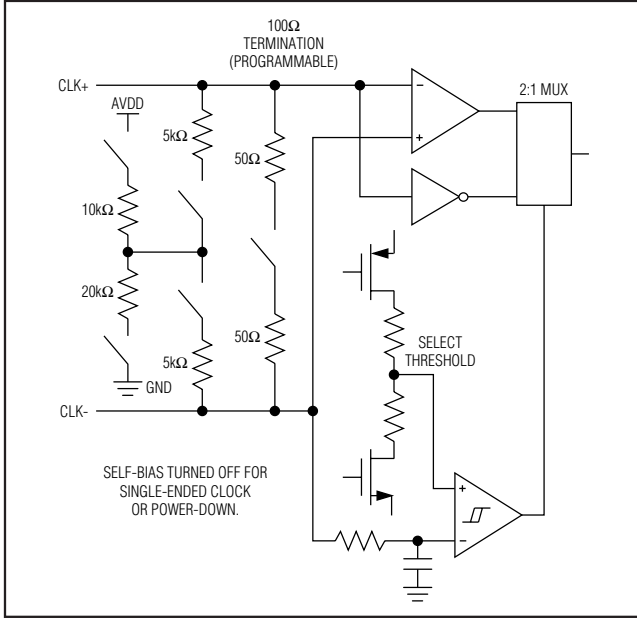 100Ω
TERMINATION
(PROGRAMMABLE)
2:1 MUX
CLK+
AVDD
5kΩ
50Ω
10kΩ
20kΩ
50Ω
5kΩ
SELECT
THRESHOLD
GND
CLK-
SELF-BIAS TURNED OFF FOR
SINGLE-ENDED CLOCK
OR POWER-DOWN.
−
+
+
−